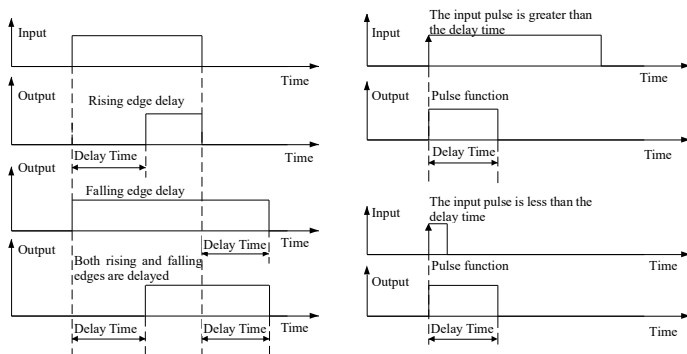 Input
Time
Output
Rising edge delay
Delay Time
Time
Output
Falling edge delay
Delay Time
Time
Output
Both rising and falling
edges are delayed
Delay Time
Delay Time
Time
The input pulse is greater than
the delay time
Input
Time
Output
Pulse function
Delay Time
Time
The input pulse is less than the
delay time
Input
Time
Pulse function
Output
Delay Time
Time